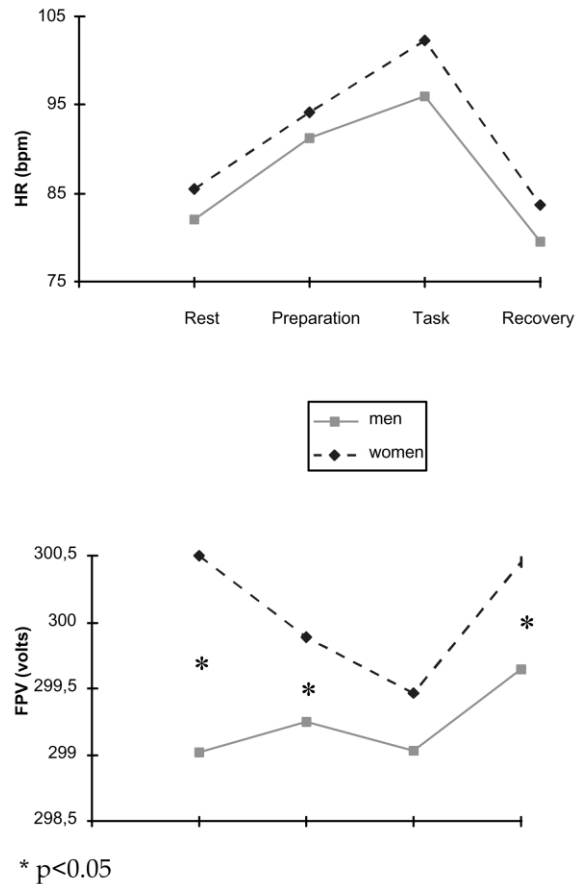 105
95
85
75
HR (bpm)
Rest Preparation Task Recovery
men
women
300,5
300
299,5
299
298,5
FPV (volts)
*
*
*
* p<0.05